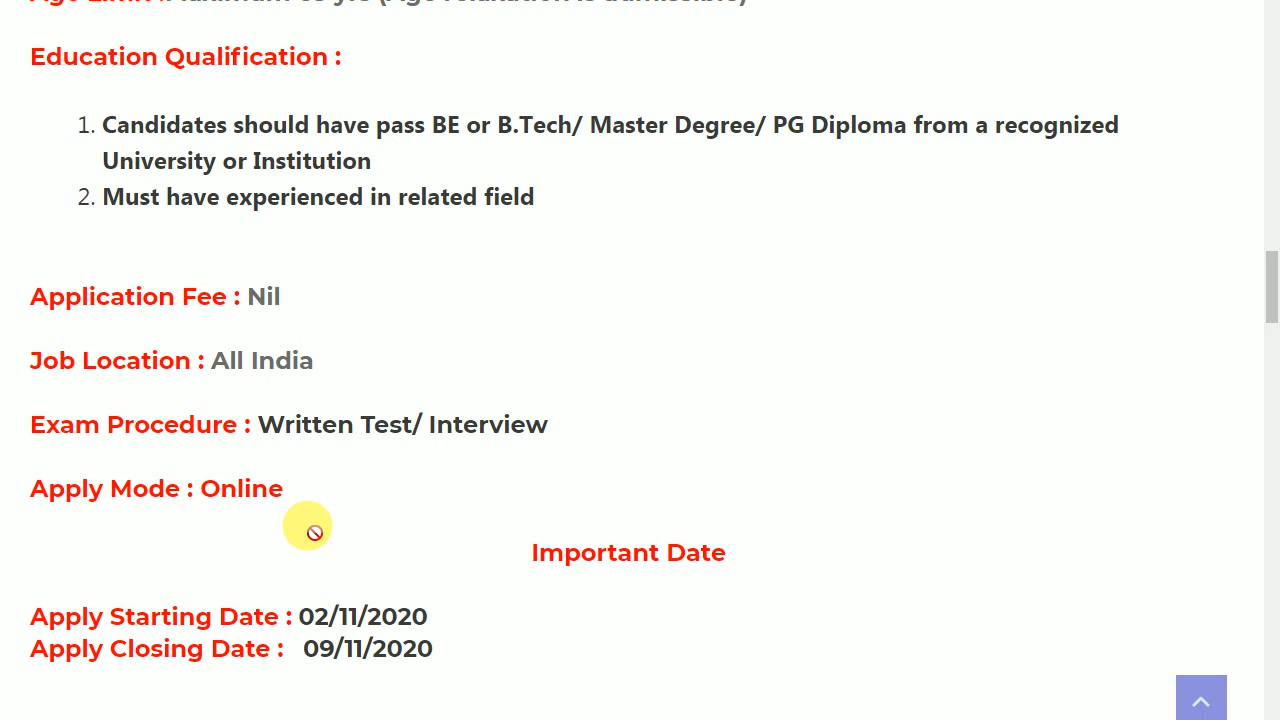 Education Qualification :
1. Candidates should have pass BE or B.Tech/ Master Degree/ PG Diploma from a recognized
University or Institution
2. Must have experienced in related field
Application Fee : Nil
Job Location : All India
Exam Procedure : Written Test/ Interview
Apply Mode : Online
Important Date
Apply Starting Date : 02/11/2020
Apply Closing Date : 09/11/2020